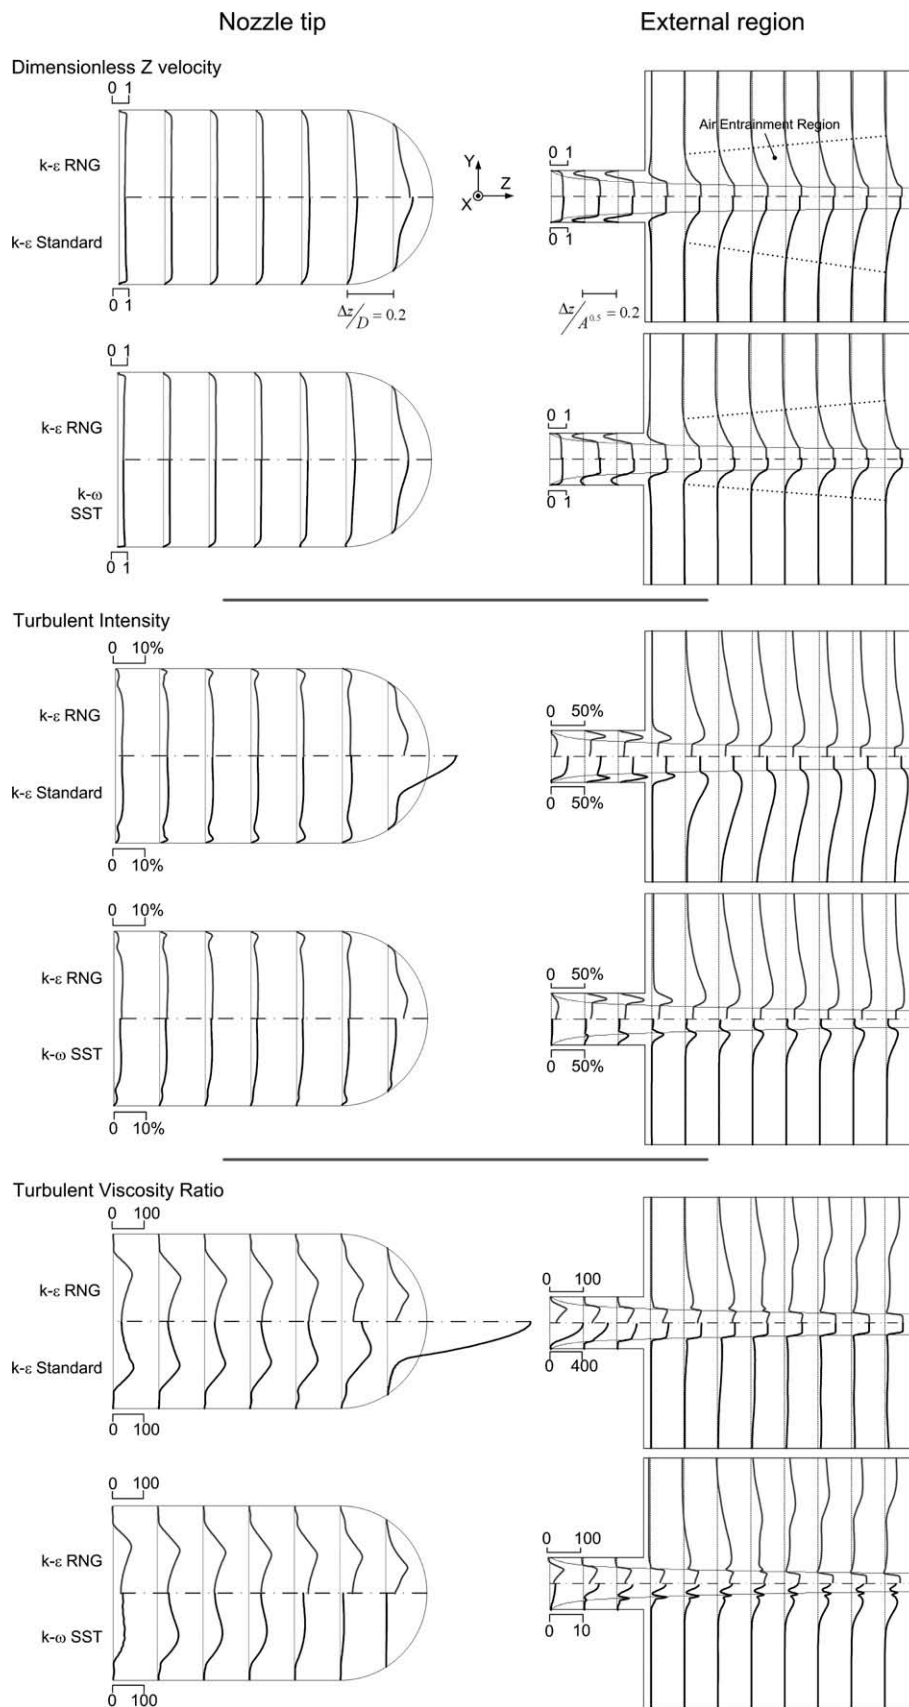 Nozzle tip External region
Dimensionless Z velocity
0 1
k-ε RNG
k-ε Standard
0 1
Δz/D = 0.2
Y
Z
X
Air Entrainment Region
0 1
0 1
Δz/A^0.5 = 0.2
0 1
k-ε RNG
k-ω
SST
0 1
0 1
0 1
Turbulent Intensity
0 10%
k-ε RNG
k-ε Standard
0 10%
0 50%
0 50%
0 10%
k-ε RNG
k-ω SST
0 10%
0 50%
0 50%
Turbulent Viscosity Ratio
0 100
k-ε RNG
k-ε Standard
0 100
0 100
0 400
0 100
k-ε RNG
k-ω SST
0 100
0 100
0 10